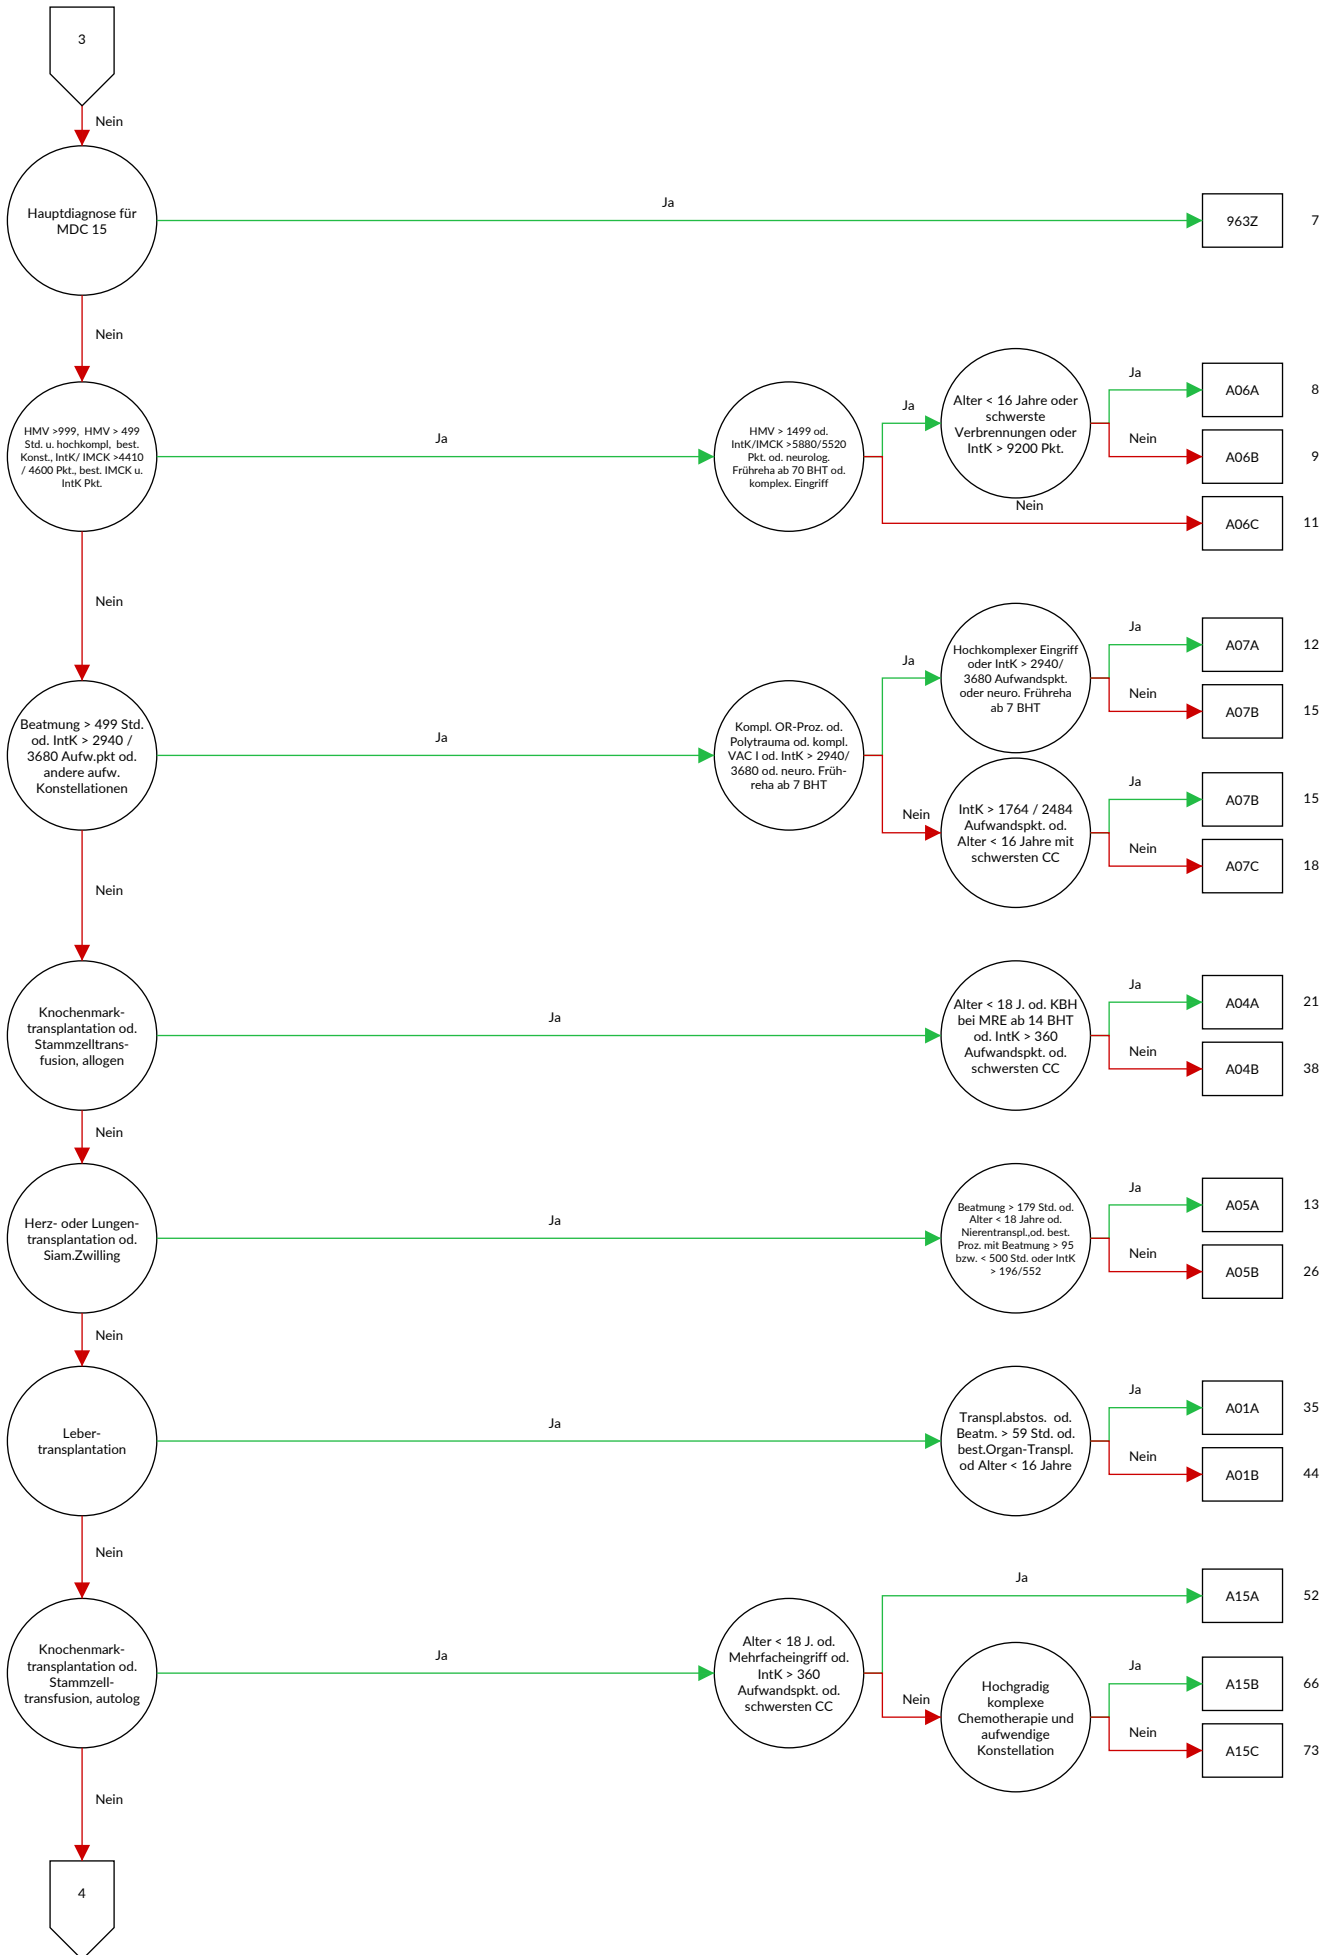 3
Nein
Hauptdiagnose für
MDC 15
Ja
963Z
7
Nein
HMV >999, HMV > 499
Std. u. hochkompl, best.
Konst., IntK/ IMCK >4410
/ 4600 Pkt., best. IMCK u.
IntK Pkt.
Ja
HMV > 1499 od.
IntK/IMCK >5880/5520
Pkt. od. neurolog.
Frühreha ab 70 BHT od.
komplex. Eingriff
Ja
Alter < 16 Jahre oder
schwerste
Verbrennungen oder
IntK > 9200 Pkt.
Ja
A06A
8
Nein
A06B
9
Nein
A06C
11
Nein
Beatmung > 499 Std.
od. IntK > 2940 /
3680 Aufw.pkt od.
andere aufw.
Konstellationen
Ja
Kompl. OR-Proz. od.
Polytrauma od. kompl.
VAC I od. IntK > 2940/
3680 od. neuro. Früh-
reha ab 7 BHT
Ja
Hochkomplexer Eingriff
oder IntK > 2940/
3680 Aufwandspkt.
oder neuro. Frühreha
ab 7 BHT
Ja
A07A
12
Nein
A07B
15
Nein
IntK > 1764 / 2484
Aufwandspkt. od.
Alter < 16 Jahre mit
schwersten CC
Ja
A07B
15
Nein
A07C
18
Nein
Knochenmark-
transplantation od.
Stammzelltrans-
fusion, allogen
Ja
Alter < 18 J. od. KBH
bei MRE ab 14 BHT
od. IntK > 360
Aufwandspkt. od.
schwersten CC
Ja
A04A
21
Nein
A04B
38
Nein
Herz- oder Lungen-
transplantation od.
Siam.Zwilling
Ja
Beatmung > 179 Std. od.
Alter < 18 Jahre od.
Nierentranspl.,od. best.
Proz. mit Beatmung > 95
bzw. < 500 Std. oder IntK
> 196/552
Ja
A05A
13
Nein
A05B
26
Nein
Leber-
transplantation
Ja
Transpl.abstos. od.
Beatm. > 59 Std. od.
best.Organ-Transpl.
od Alter < 16 Jahre
Ja
A01A
35
Nein
A01B
44
Nein
Knochenmark-
transplantation od.
Stammzell-
transfusion, autolog
Ja
Alter < 18 J. od.
Mehrfacheingriff od.
IntK > 360
Aufwandspkt. od.
schwersten CC
Ja
A15A
52
Nein
Hochgradig
komplexe
Chemotherapie und
aufwendige
Konstellation
Ja
A15B
66
Nein
A15C
73
Nein
4